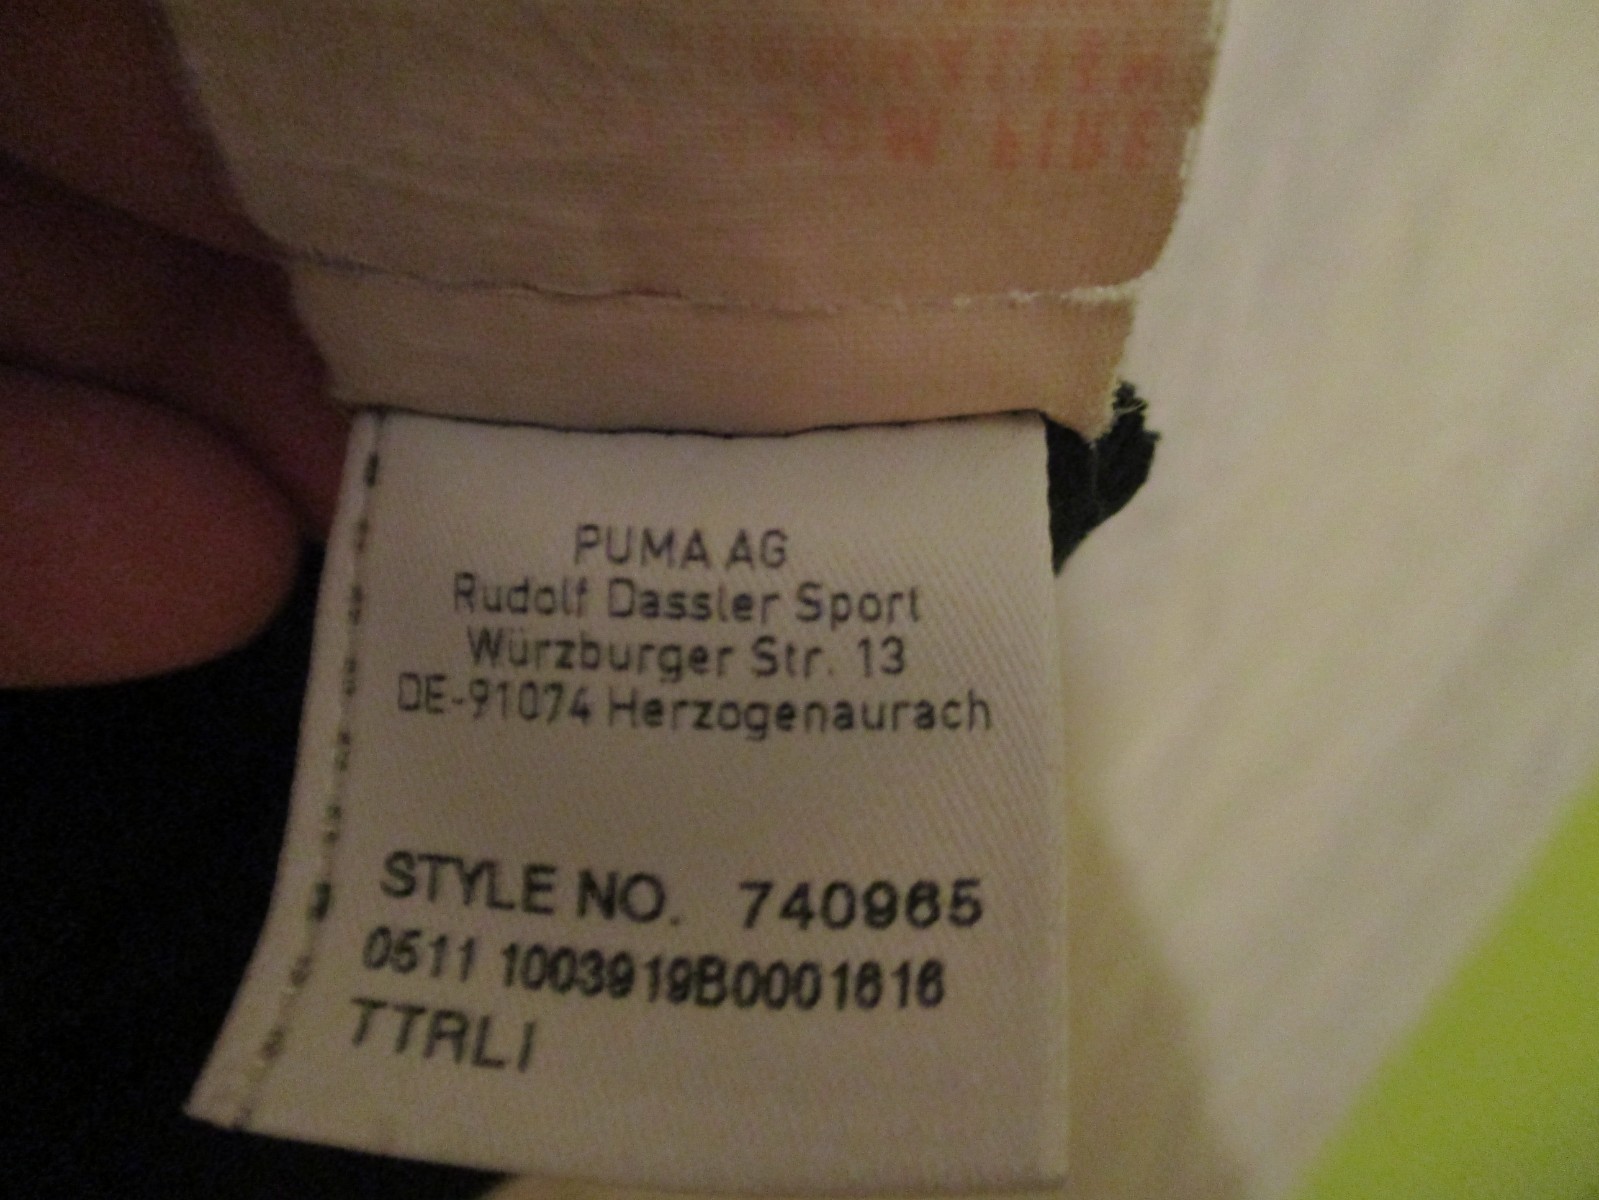 PUMA AG
Rudolf Dassler Sport
Würzburger Str. 13
DE-91074 Herzogenaurach
STYLE NO. 740965
0511 1003919B0001616
TTRLI